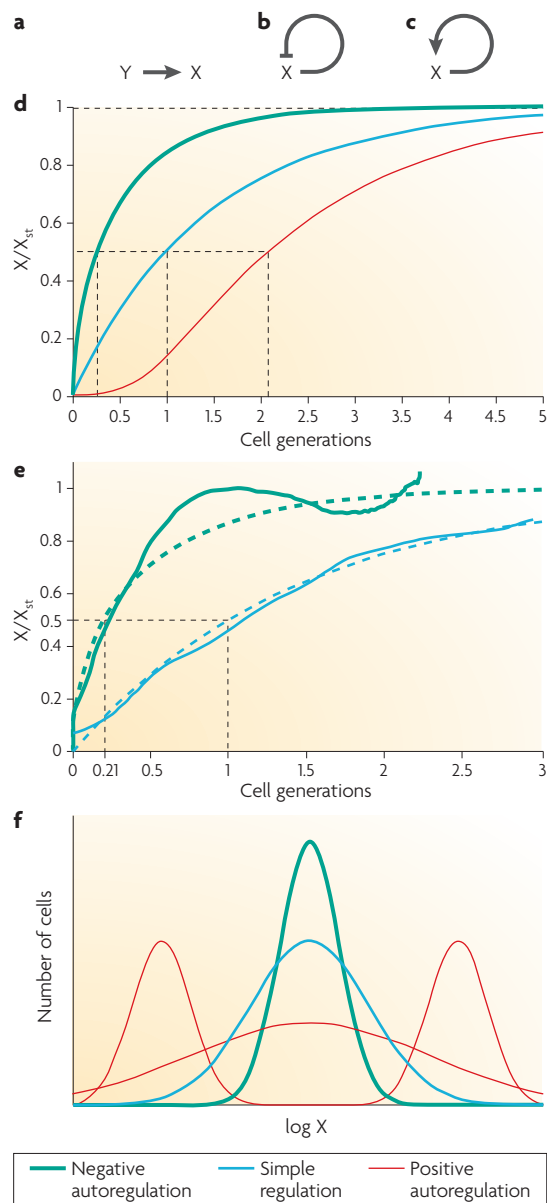 a b c
Y X X X
d
1
0.8
0.6
X/Xst
0.4
0.2
0
0 0.5 1 1.5 2 2.5 3 3.5 4 4.5 5
Cell generations
e
1
0.8
0.6
X/Xst
0.5
0.4
0.2
0
0 0.21 0.5 1 1.5 2 2.5 3
Cell generations
f
Number of cells
log X
Negative autoregulation
Simple regulation
Positive autoregulation